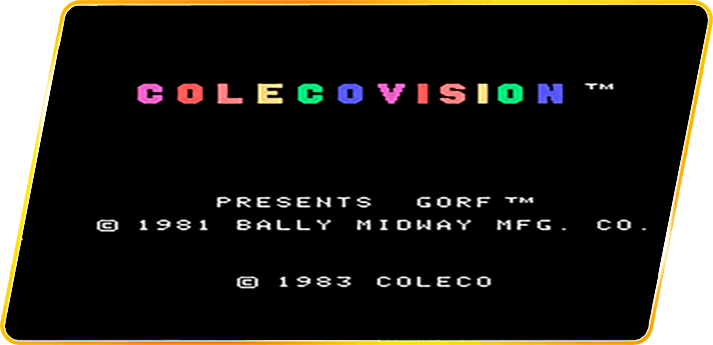 COLECOVISION™
PRESENTS GORF™
© 1981 BALLY MIDWAY MFG. CO.
© 1983 COLECO